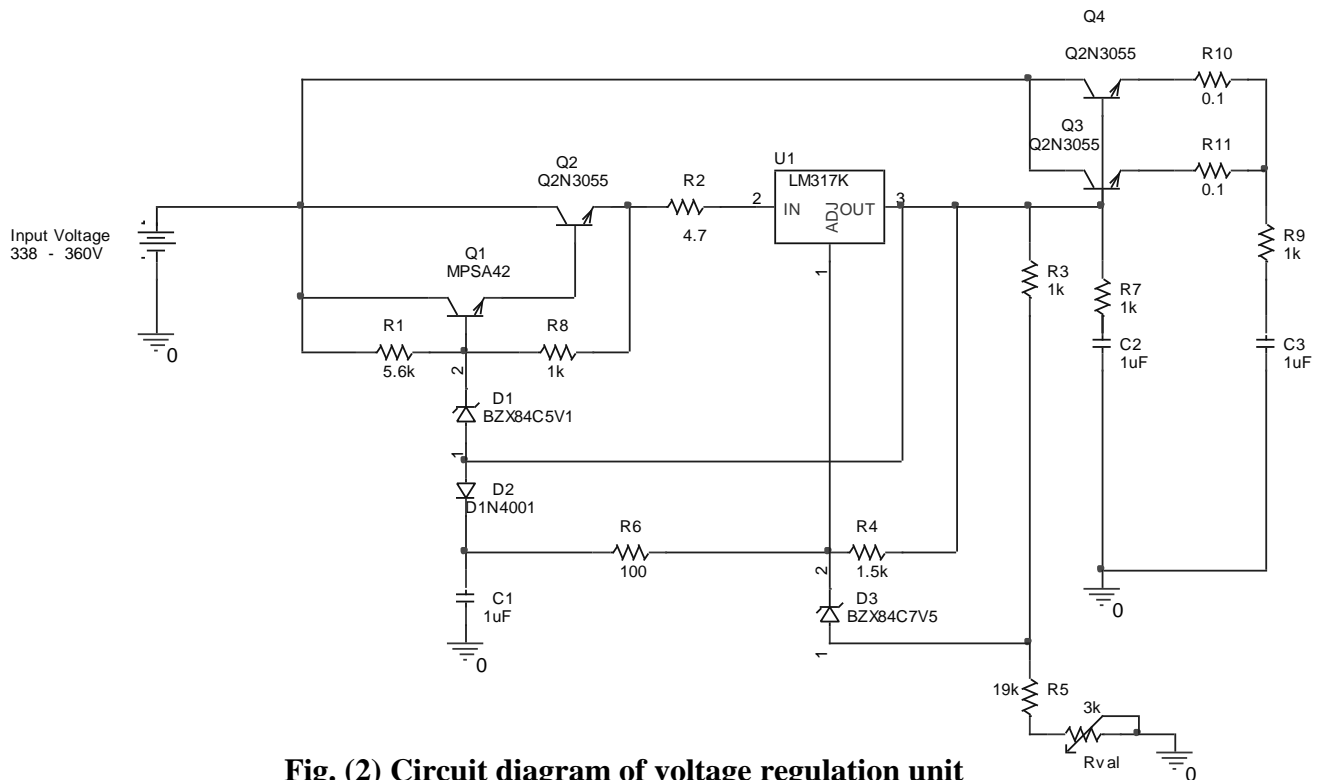 Q4
Q2N3055
R10
0.1
Q3
Q2N3055
R11
0.1
Q2
Q2N3055
R2
4.7
U1
LM317K
2
IN
ADJ
OUT
3
1
Input Voltage
338 - 360V
0
Q1
MPSA42
R1
5.6k
R8
1k
R3
1k
R7
1k
R9
1k
C2
1uF
C3
1uF
0
2
D1
BZX84C5V1
1
D2
D1N4001
R6
100
R4
1.5k
C1
1uF
0
2
D3
BZX84C7V5
1
19k
R5
3k
Rval
0
Fig. (2) Circuit diagram of voltage regulation unit